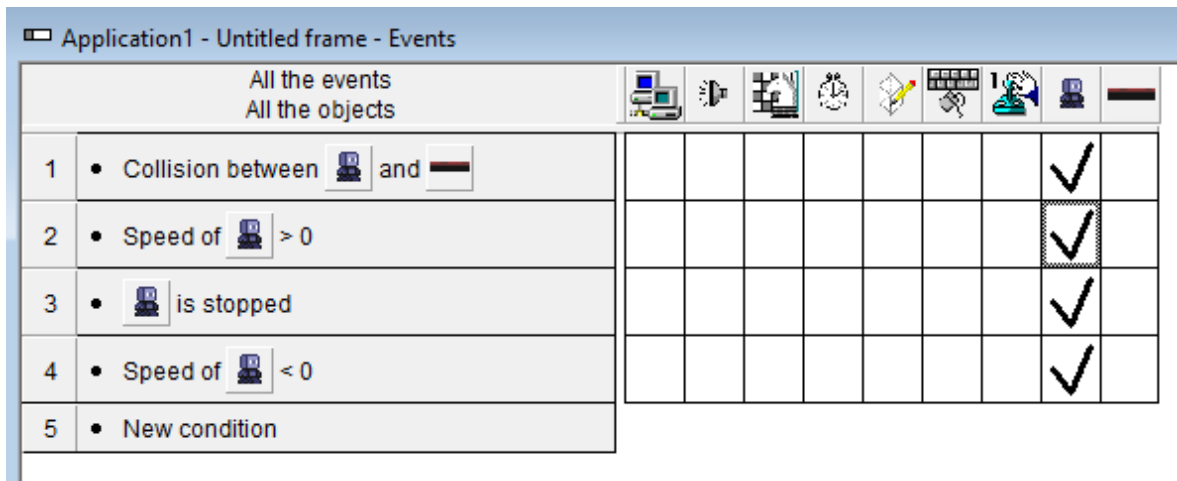 Application1 - Untitled frame - Events
All the events
All the objects
1 • Collision between and
2 • Speed of > 0
3 • is stopped
4 • Speed of < 0
5 • New condition